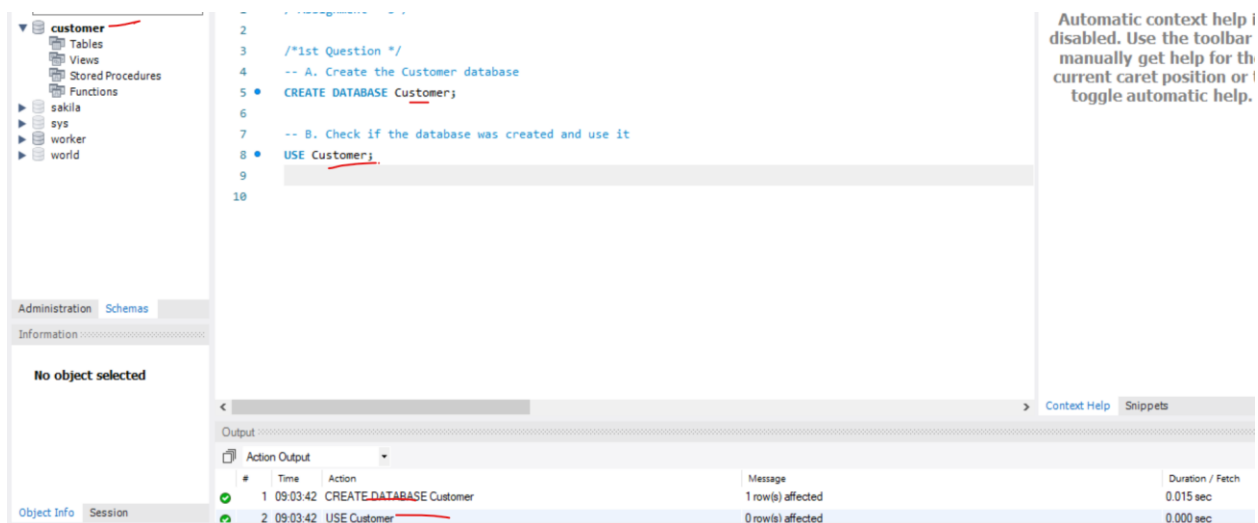 customer
Tables
Views
Stored Procedures
Functions
sakila
sys
worker
world
Administration Schemas
Information
No object selected
Object Info Session
2
3 /*1st Question */
4 -- A. Create the Customer database
5 CREATE DATABASE Customer;
6
7 -- B. Check if the database was created and use it
8 USE Customer;
9
10
Output
Action Output
# Time Action Message Duration / Fetch
1 09:03:42 CREATE DATABASE Customer 1 row(s) affected 0.015 sec
2 09:03:42 USE Customer 0 row(s) affected 0.000 sec
Automatic context help
disabled. Use the toolbar
manually get help for
current caret position or
toggle automatic help.
Context Help Snippets